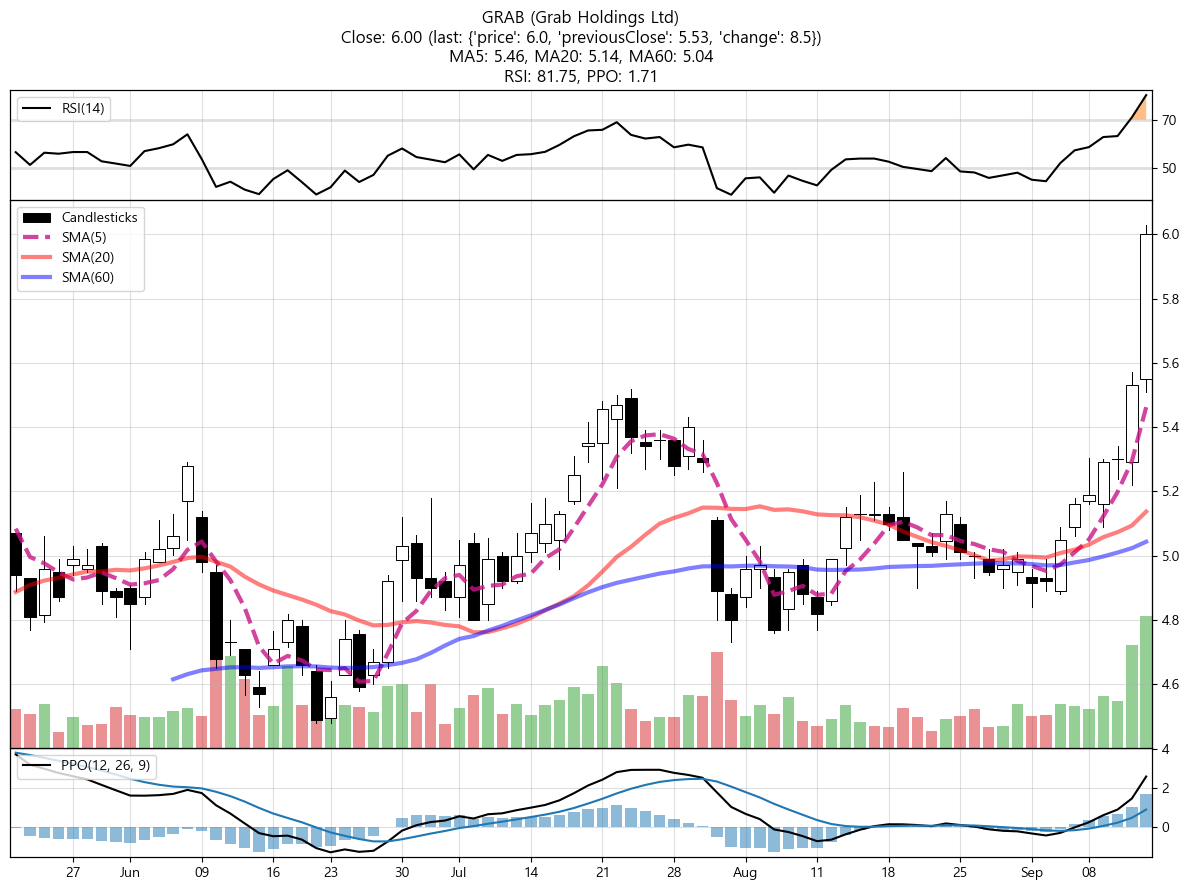 GRAB (Grab Holdings Ltd)
Close: 6.00 (last: {'price': 6.0, 'previousClose': 5.53, 'change': 8.5})
MA5: 5.46, MA20: 5.14, MA60: 5.04
RSI: 81.75, PPO: 1.71
RSI(14)
70
50
Candlesticks
SMA(5)
SMA(20)
SMA(60)
6.0
5.8
5.6
5.4
5.2
5.0
4.8
4.6
PPO(12, 26, 9)
4
2
0
27 Jun 09 16 23 30 Jul 14 21 28 Aug 11 18 25 Sep 08